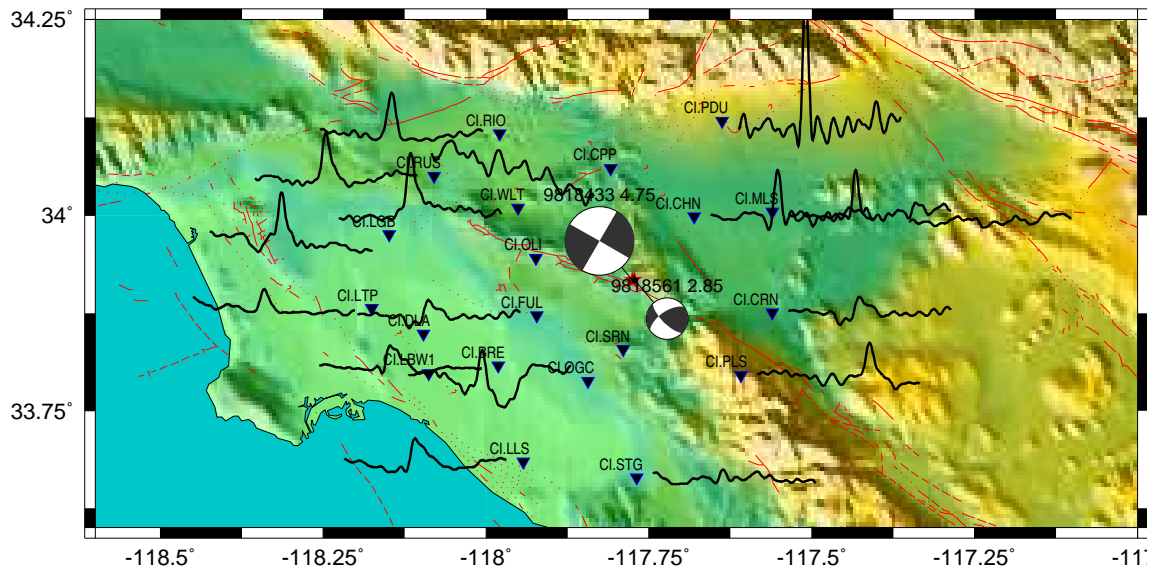 34.25°
CI.PDU
CI.RIO
CI.CPP
CI.RUS
CI.WLT
9818433 4.75
CI.CHN
CI.MLS
34°
CI.LGB
CI.OLI
9818561 2.85
CI.LTP
CI.FUL
CI.CRN
CI.DLA
CI.SRN
CI.BRE
CI.LBW1
CI.OGC
CI.PLS
33.75°
CI.LLS
CI.STG
-118.5°
-118.25°
-118°
-117.75°
-117.5°
-117.25°
-11